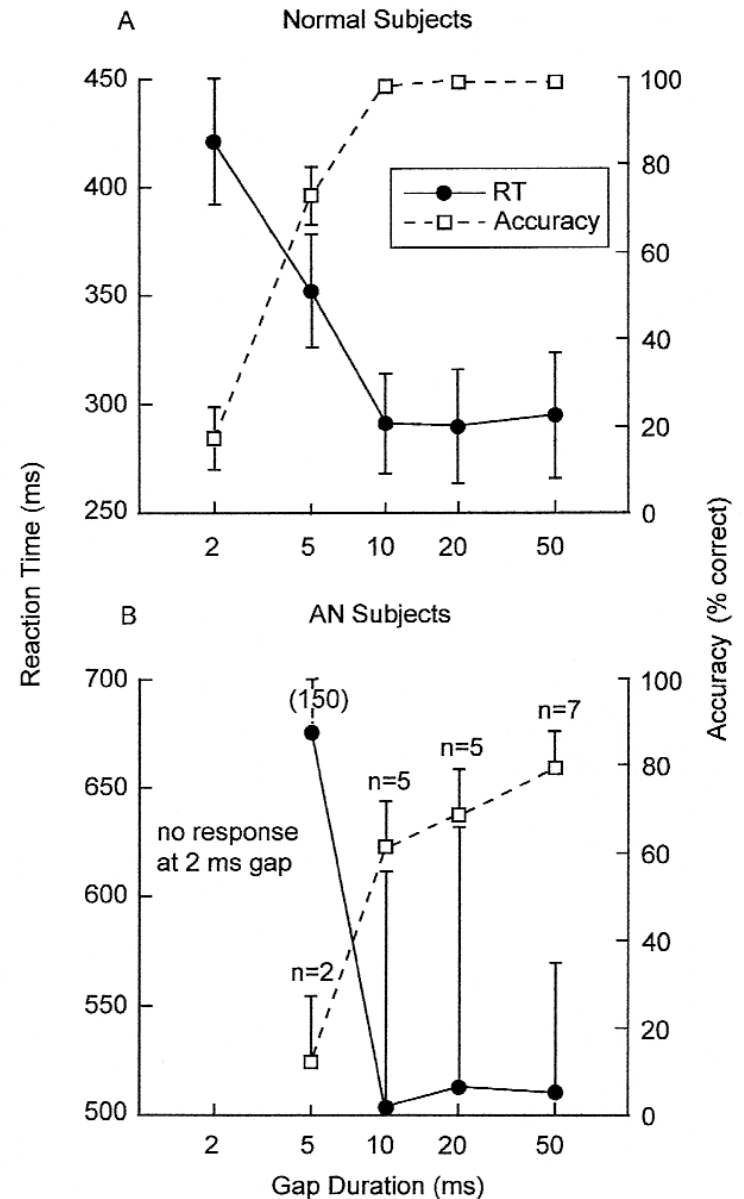 A Normal Subjects
450
400
350
300
250
100
80
60
40
20
0
RT
Accuracy
2 5 10 20 50
Reaction Time (ms)
Accuracy (% correct)
B AN Subjects
700
650
600
550
500
100
80
60
40
20
0
(150)
n=7
n=5
n=5
no response
at 2 ms gap
n=2
2 5 10 20 50
Gap Duration (ms)